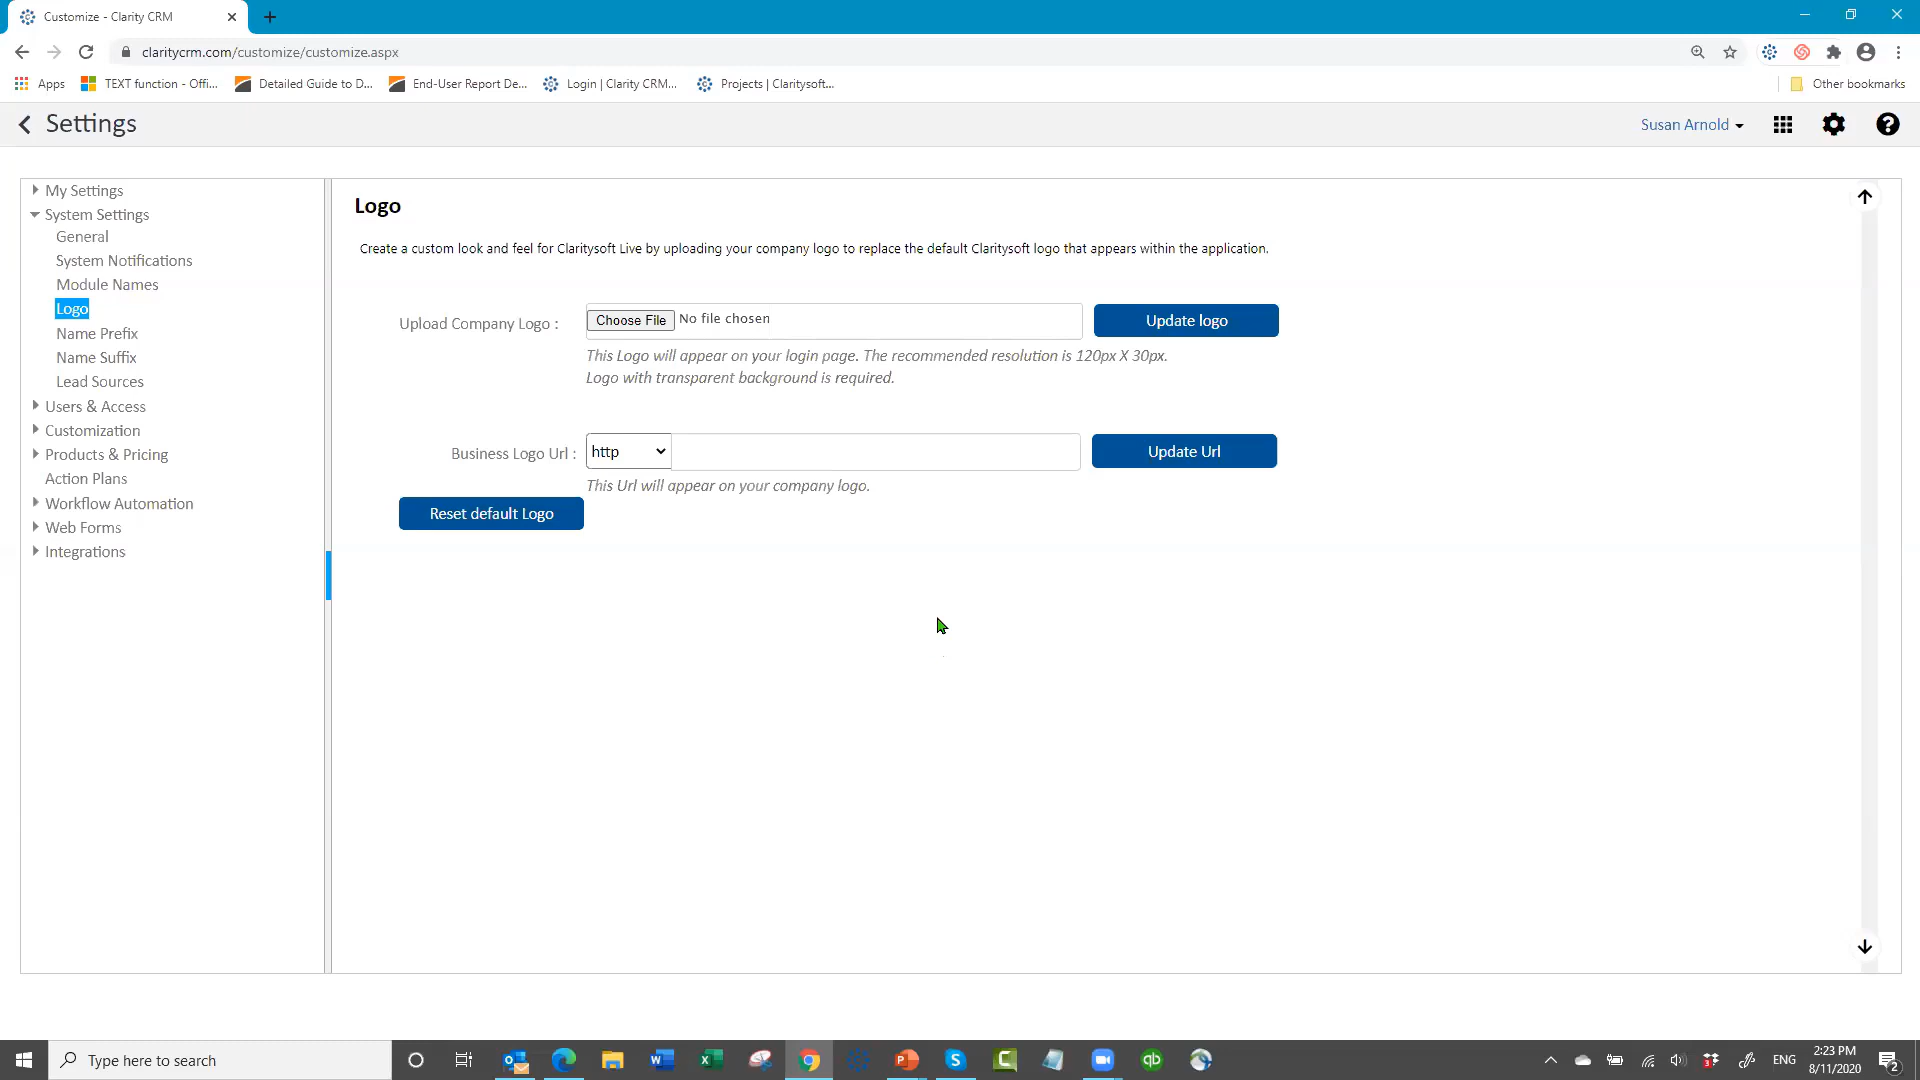 Customize - Clarity CRM
claritycrm.com/customize/customize.aspx
Apps
TEXT function - Offi...
Detailed Guide to D...
End-User Report De...
Login | Clarity CRM...
Projects | Claritysoft...
Other bookmarks
Settings
Susan Arnold
My Settings
System Settings
General
System Notifications
Module Names
Logo
Name Prefix
Name Suffix
Lead Sources
Users & Access
Customization
Products & Pricing
Action Plans
Workflow Automation
Web Forms
Integrations
Logo
Create a custom look and feel for Claritysoft Live by uploading your company logo to replace the default Claritysoft logo that appears within the application.
Upload Company Logo :
Choose File No file chosen
Update logo
This Logo will appear on your login page. The recommended resolution is 120px X 30px.
Logo with transparent background is required.
Business Logo Url :
http
Update Url
This Url will appear on your company logo.
Reset default Logo
Type here to search
ENG
2:23 PM
8/11/2020
2